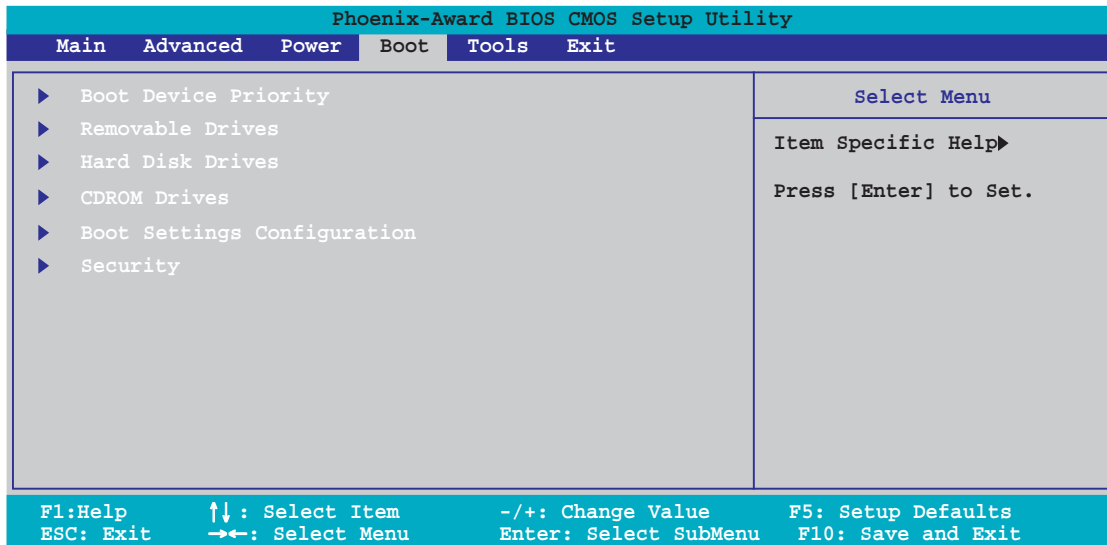 Phoenix-Award BIOS CMOS Setup Utility
Main Advanced Power Boot Tools Exit
Boot Device Priority
Removable Drives
Hard Disk Drives
CDROM Drives
Boot Settings Configuration
Security
Select Menu
Item Specific Help
Press [Enter] to Set.
F1:Help ↑↓: Select Item -/+: Change Value F5: Setup Defaults
ESC: Exit →←: Select Menu Enter: Select SubMenu F10: Save and Exit